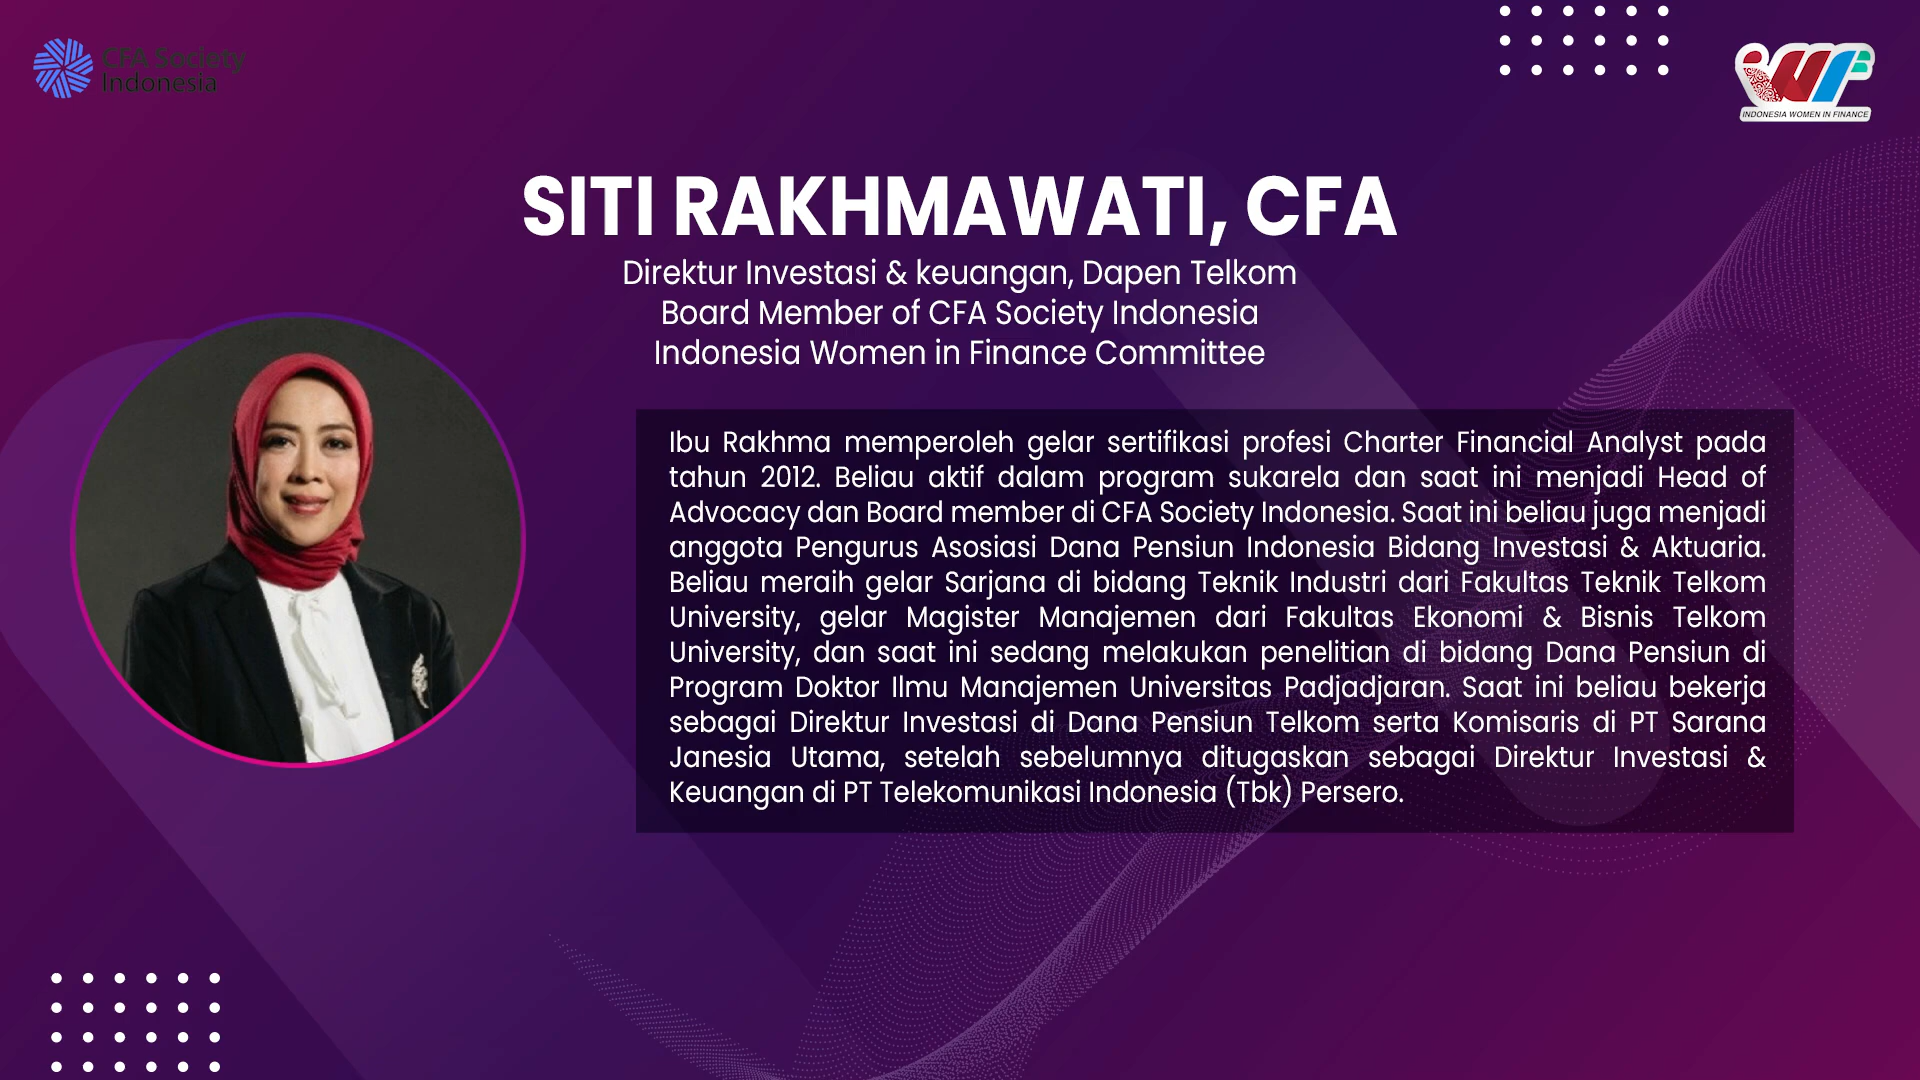 CFA Society
Indonesia
IWF
INDONESIA WOMEN IN FINANCE
SITI RAKHMAWATI, CFA
Direktur Investasi & keuangan, Dapen Telkom
Board Member of CFA Society Indonesia
Indonesia Women in Finance Committee
Ibu Rakhma memperoleh gelar sertifikasi profesi Charter Financial Analyst pada
tahun 2012. Beliau aktif dalam program sukarela dan saat ini menjadi Head of
Advocacy dan Board member di CFA Society Indonesia. Saat ini beliau juga menjadi
anggota Pengurus Asosiasi Dana Pensiun Indonesia Bidang Investasi & Aktuaria.
Beliau meraih gelar Sarjana di bidang Teknik Industri dari Fakultas Teknik Telkom
University, gelar Magister Manajemen dari Fakultas Ekonomi & Bisnis Telkom
University, dan saat ini sedang melakukan penelitian di bidang Dana Pensiun di
Program Doktor Ilmu Manajemen Universitas Padjadjaran. Saat ini beliau bekerja
sebagai Direktur Investasi di Dana Pensiun Telkom serta Komisaris di PT Sarana
Janesia Utama, setelah sebelumnya ditugaskan sebagai Direktur Investasi &
Keuangan di PT Telekomunikasi Indonesia (Tbk) Persero.